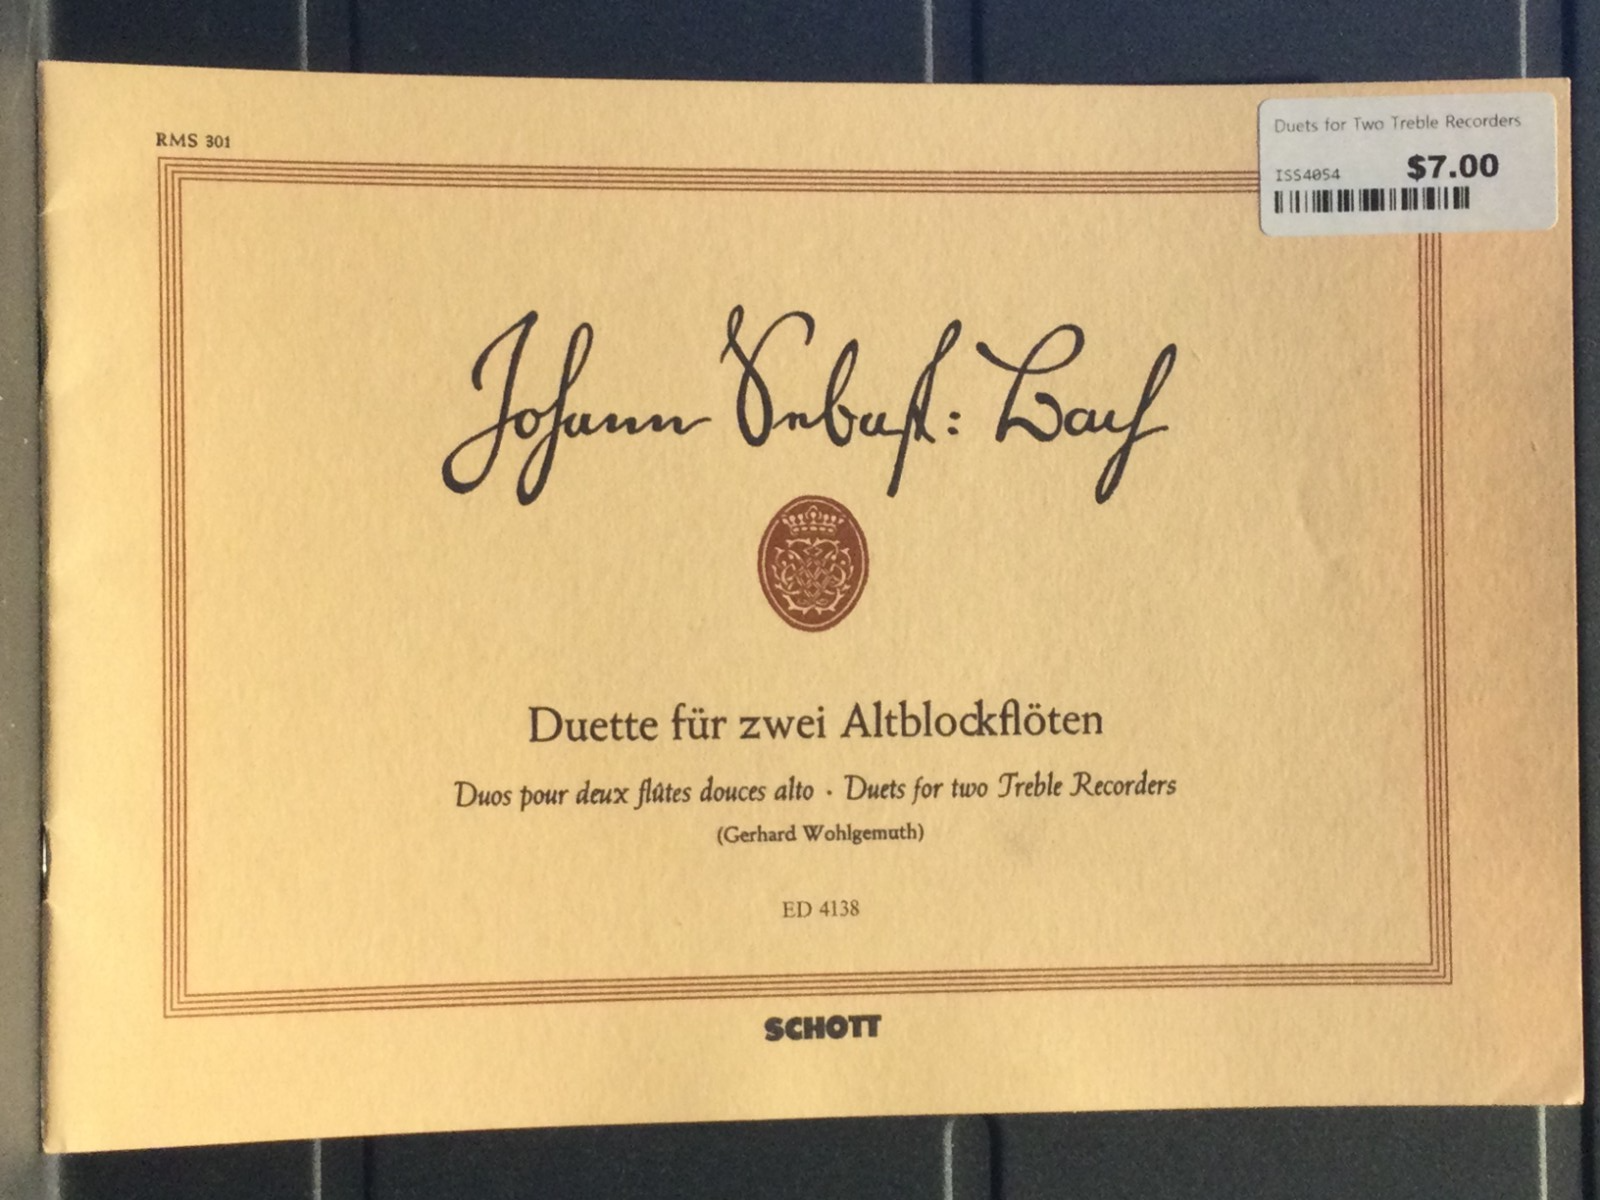 RMS 301
Duets for Two Treble Recorders
ISS4054 $7.00
Johann Sebast: Bach
Duette für zwei Altblockflöten
Duos pour deux flûtes douces alto · Duets for two Treble Recorders
(Gerhard Wohlgemuth)
ED 4138
SCHOTT